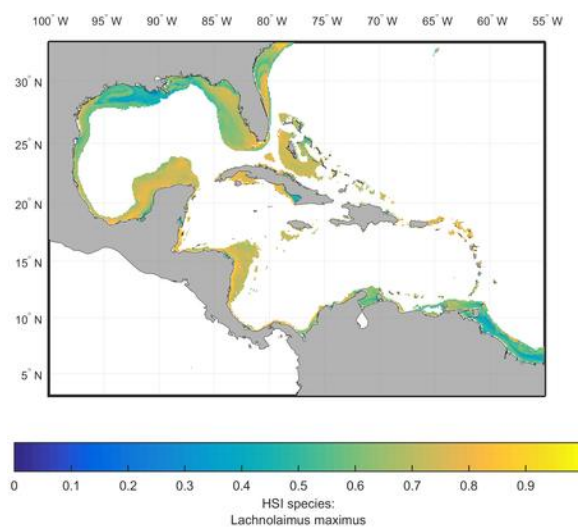 100° W 95° W 90° W 85° W 80° W 75° W 70° W 65° W 60° W 55° W
30° N
25° N
20° N
15° N
10° N
5° N
0 0.1 0.2 0.3 0.4 0.5 0.6 0.7 0.8 0.9
HSI species:
Lachnolaimus maximus